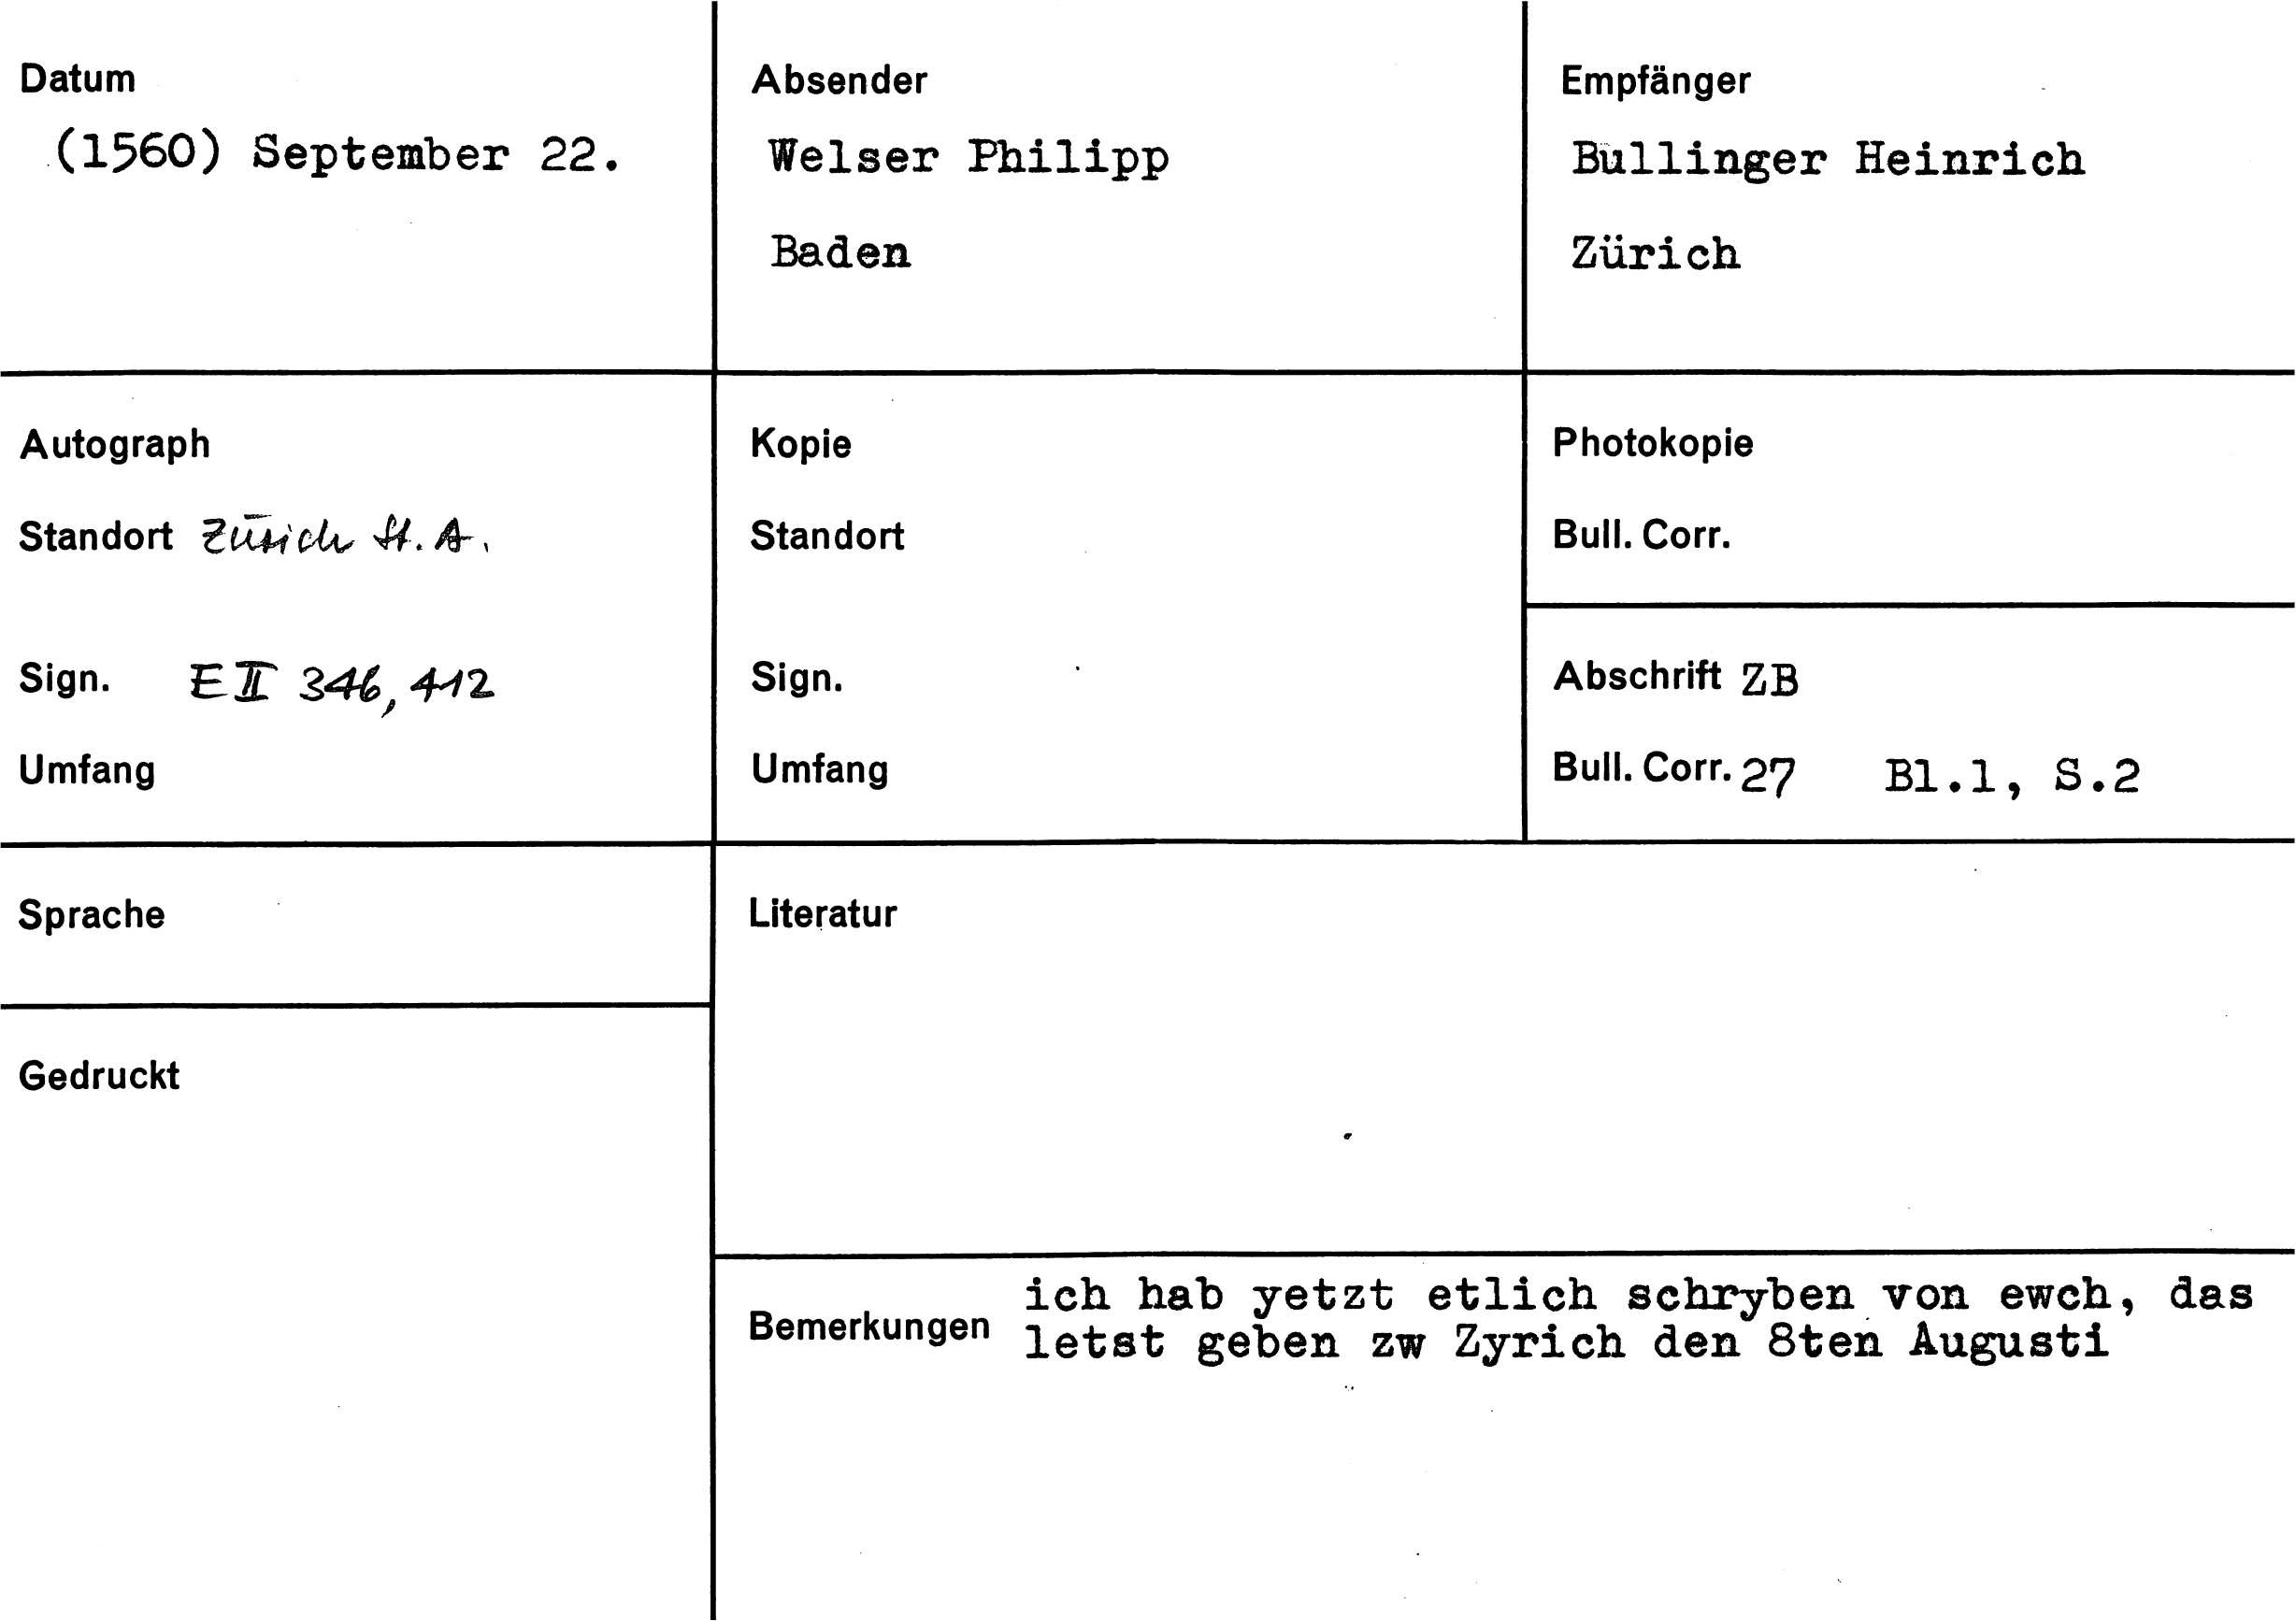 Datum
(1560) September 22.
Absender
Welser Philipp
Baden
Empfänger
Bullinger Heinrich
Zürich
Autograph
Standort Zürich St. A.
Sign. E II 346, 412
Umfang
Kopie
Standort
Sign.
Umfang
Photokopie
Bull. Corr.
Abschrift ZB
Bull. Corr. 27 Bl.1, S.2
Sprache
Gedruckt
Literatur
Bemerkungen
ich hab yetzt etlich schryben von ewch, das
letst geben zw Zyrich den 8ten Augusti